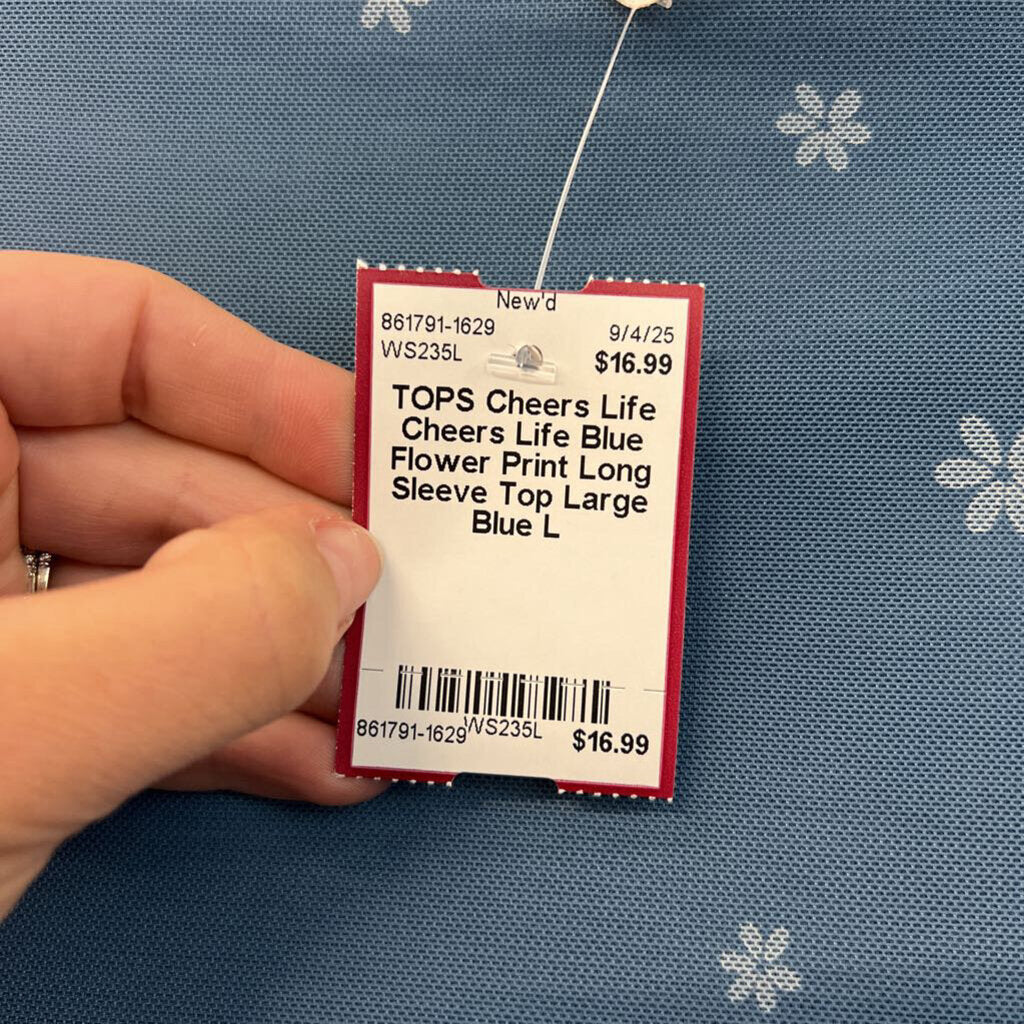 New'd
861791-1629 9/4/25
WS235L $16.99
TOPS Cheers Life
Cheers Life Blue
Flower Print Long
Sleeve Top Large
Blue L
861791-1629 WS235L $16.99